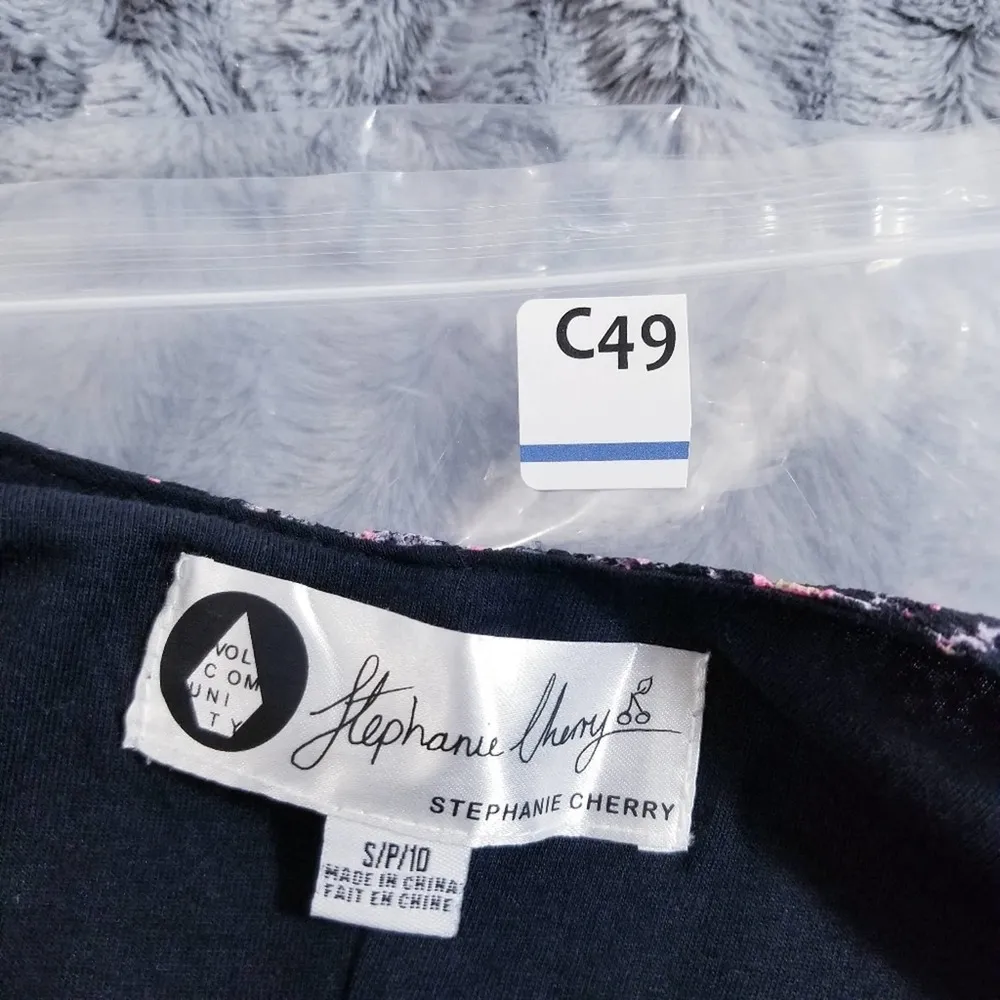 C49
VOL
COM
UNI
TY
Stephanie Cherry
STEPHANIE CHERRY
S/P/10
MADE IN CHINA
FAIT EN CHINE